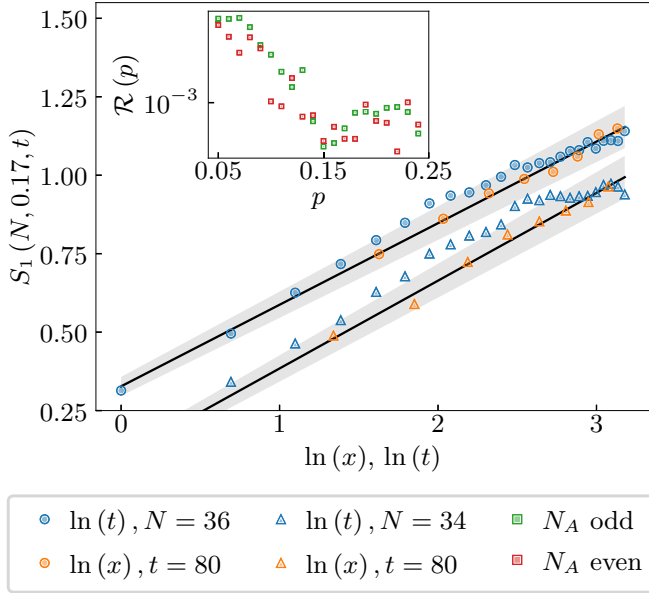 1.50
1.25
1.00
0.75
0.50
0.25
S₁ (N, 0.17, t)
0 1 2 3
ln (x), ln (t)
R (p)
10⁻³
0.05 0.15 0.25
p
ln (t) , N = 36
ln (x) , t = 80
ln (t) , N = 34
ln (x) , t = 80
N_A odd
N_A even